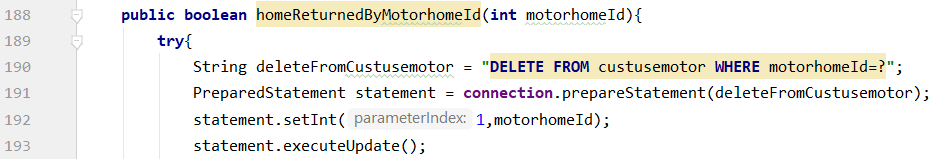 188 public boolean homeReturnedByMotorhomeId(int motorhomeId){
189 try{
190 String deleteFromCustusemotor = "DELETE FROM custusemotor WHERE motorhomeId=?";
191 PreparedStatement statement = connection.prepareStatement(deleteFromCustusemotor);
192 statement.setInt( parameterIndex: 1,motorhomeId);
193 statement.executeUpdate();